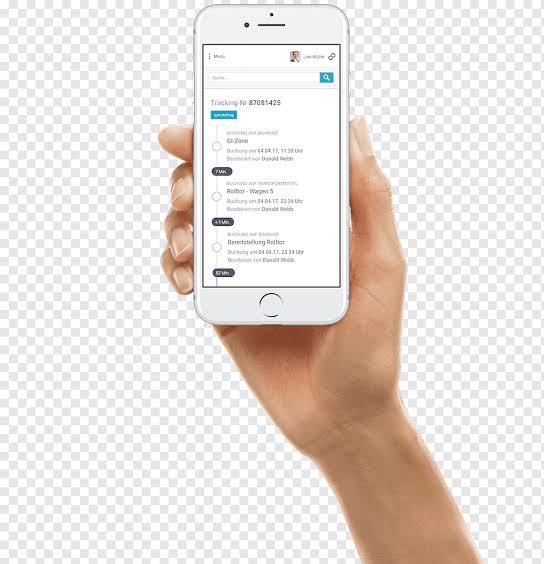 Menü
Jan Müller
Suche...
Tracking-Nr 87081425
zum Auftrag
BUCHUNG AUF BAHNHOF
GI-Zone
Buchung am 04.04.17, 11:38 Uhr
Bearbeitet von Donald Webb
7 Min.
BUCHUNG AUF TRANSPORTMITTEL
Rolltor - Wagen 5
Buchung am 04.04.17, 23:34 Uhr
Bearbeitet von Donald Webb
< 1 Min.
BUCHUNG AUF BAHNHOF
Bereitstellung Rolltor
Buchung am 04.04.17, 23:34 Uhr
Bearbeitet von Donald Webb
57 Min.